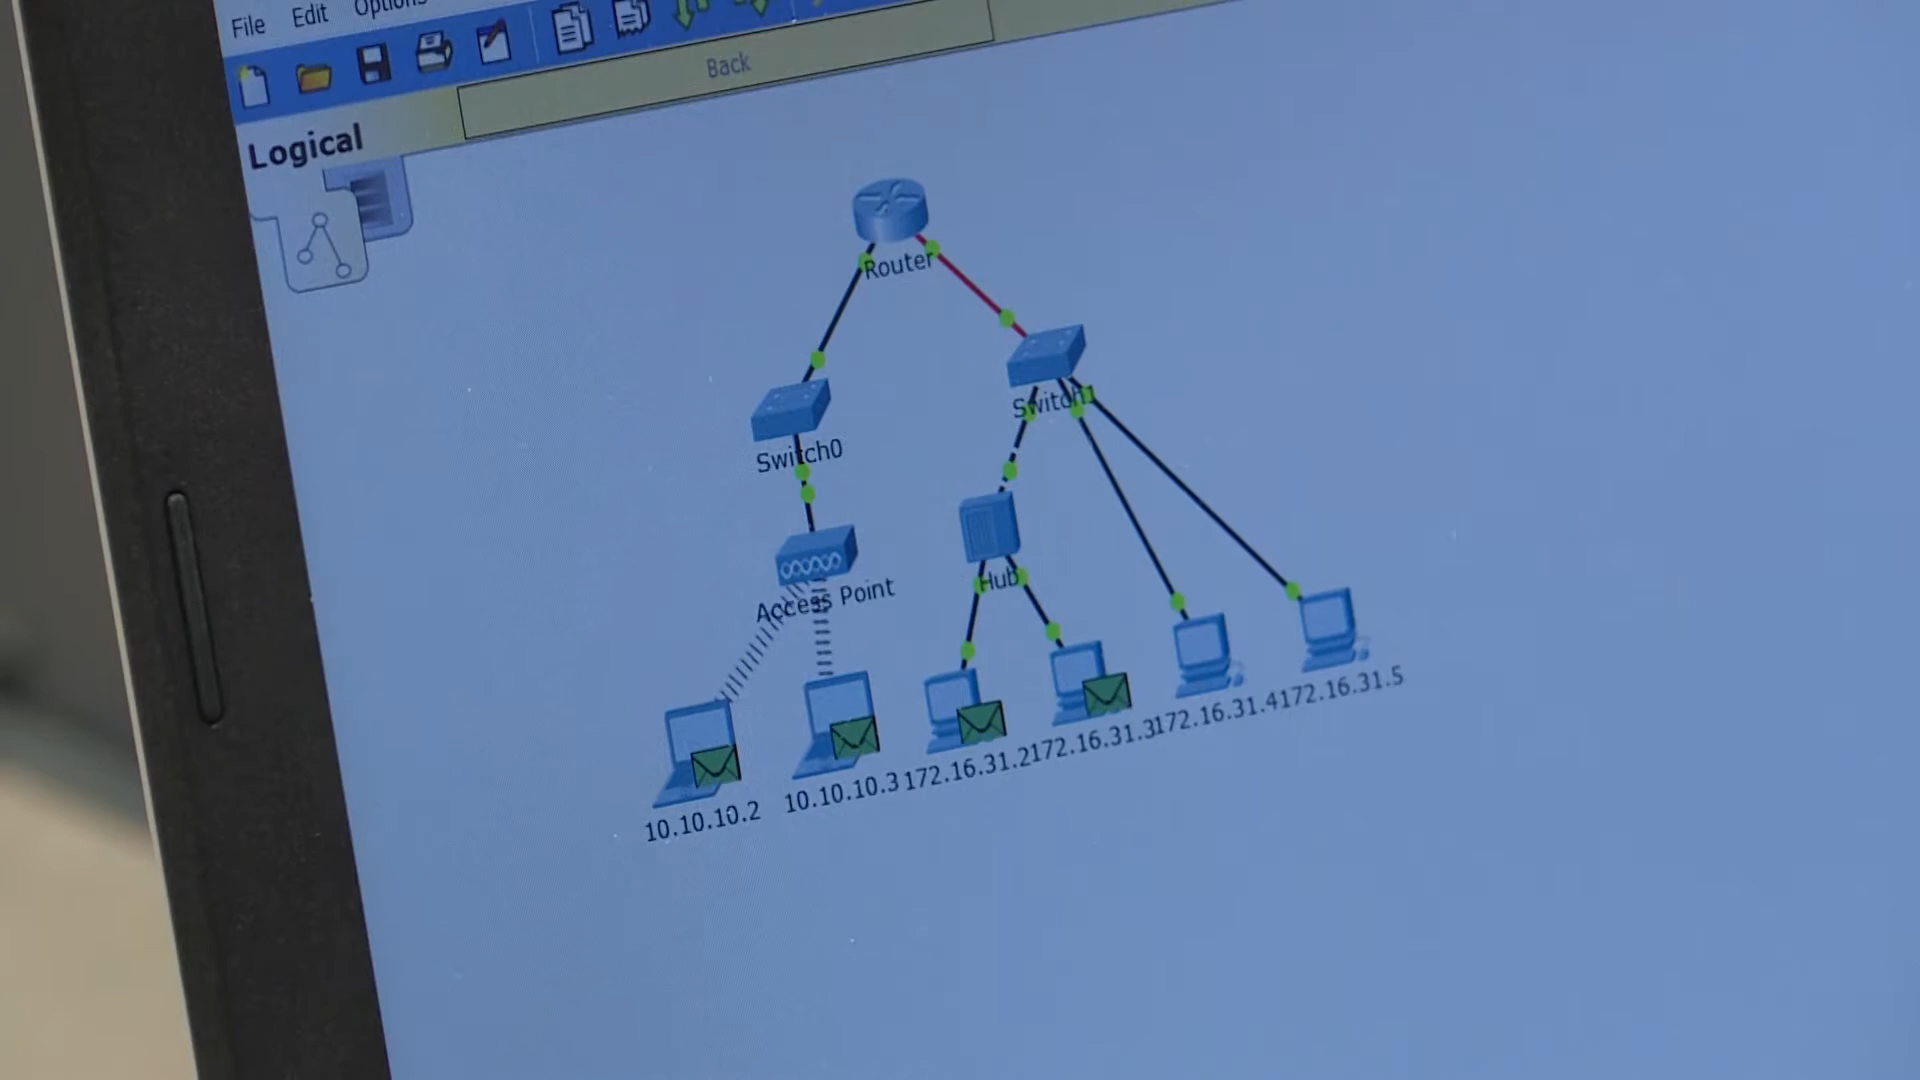 File Edit Options
Back
Logical
Router
Switch1
Switch0
Hub
Access Point
10.10.10.2
10.10.10.3
172.16.31.2
172.16.31.3
172.16.31.4
172.16.31.5